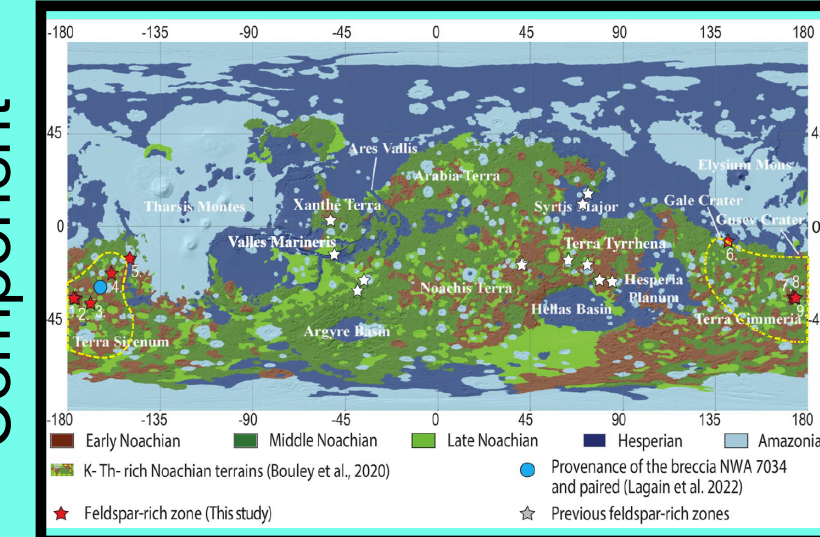 Component
-180 -135 -90 -45 0 45 90 135 180
45
Ares Vallis
Arabia Terra
Elysium Mons
Tharsis Montes
Xanthe Terra
Syrtis Major
Gale Crater
Gusev Crater
0 0
Valles Marineris
Terra Tyrrhena
5. 6.
4.
Noachis Terra
Hesperia
Planum
7. 8.
2. 3.
Hellas Basin
9
-45
Argyre Basin
Terra Cimmeria
Terra Sirenum
-180 -135 -90 -45 0 45 90 135 180
Early Noachian Middle Noachian Late Noachian Hesperian Amazonia
K- Th- rich Noachian terrains (Bouley et al., 2020)
Provenance of the breccia NWA 7034
and paired (Lagain et al. 2022)
Feldspar-rich zone (This study)
Previous feldspar-rich zones